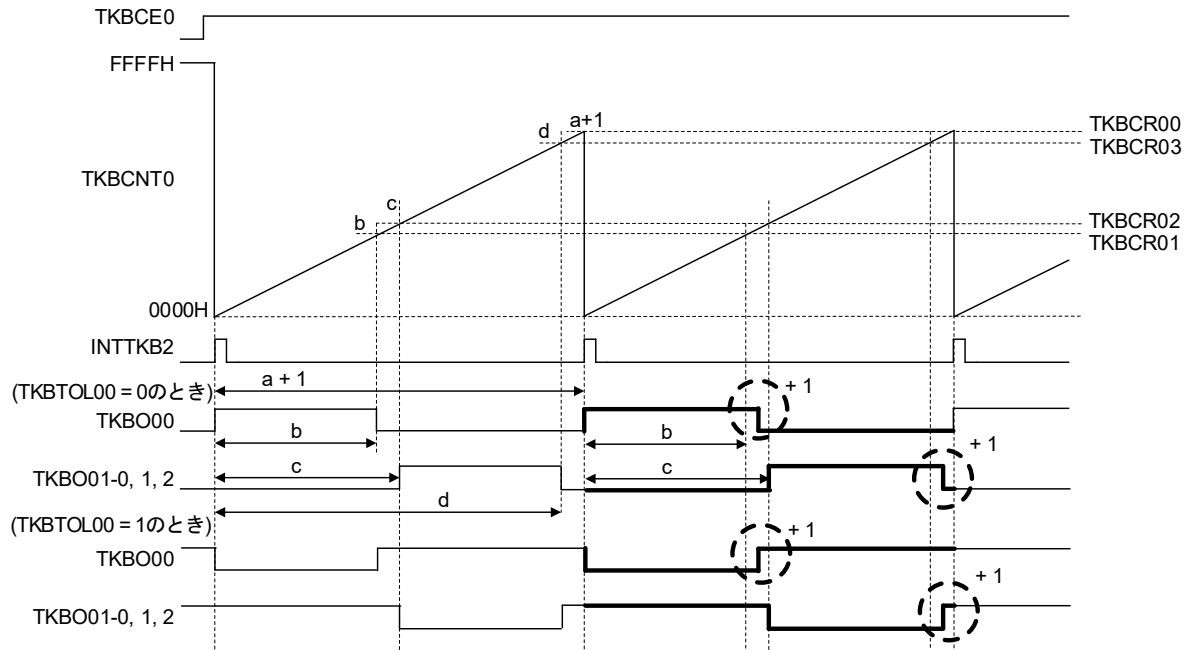 TKBCE0
FFFFH
a+1
d
TKBCR00
TKBCR03
TKBCNT0
c
b
TKBCR02
TKBCR01
0000H
INTTKB2
(TKBTOL00 = 0のとき)
a + 1
+ 1
TKBO00
b
b
c
c
+ 1
TKBO01-0, 1, 2
d
(TKBTOL00 = 1のとき)
+ 1
TKBO00
+ 1
TKBO01-0, 1, 2